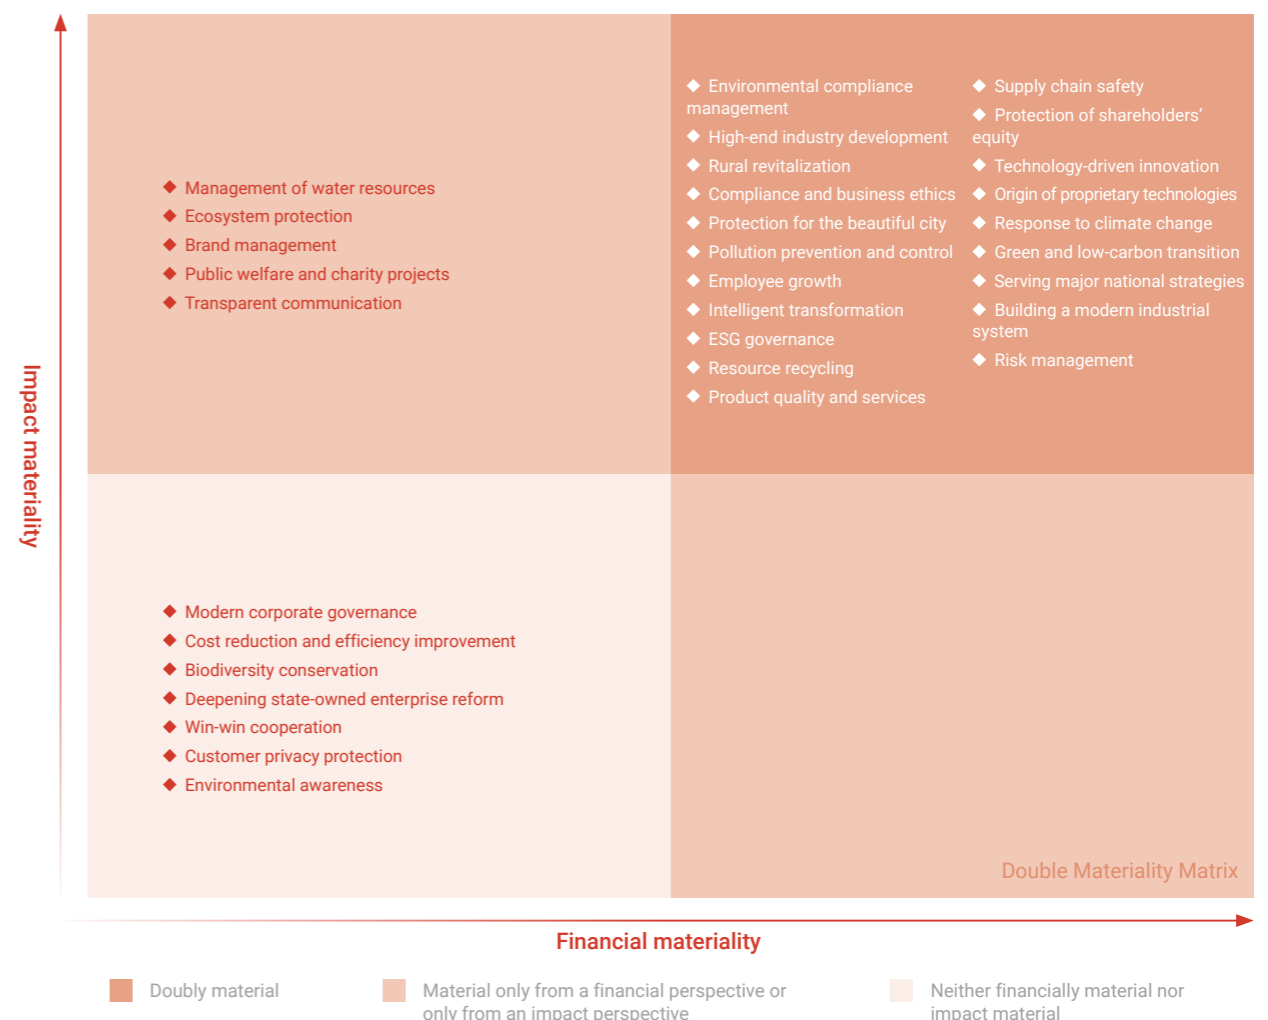 Impact materiality
◆ Management of water resources
◆ Ecosystem protection
◆ Brand management
◆ Public welfare and charity projects
◆ Transparent communication
◆ Environmental compliance
management
◆ High-end industry development
◆ Rural revitalization
◆ Compliance and business ethics
◆ Protection for the beautiful city
◆ Pollution prevention and control
◆ Employee growth
◆ Intelligent transformation
◆ ESG governance
◆ Resource recycling
◆ Product quality and services
◆ Supply chain safety
◆ Protection of shareholders’
equity
◆ Technology-driven innovation
◆ Origin of proprietary technologies
◆ Response to climate change
◆ Green and low-carbon transition
◆ Serving major national strategies
◆ Building a modern industrial
system
◆ Risk management
◆ Modern corporate governance
◆ Cost reduction and efficiency improvement
◆ Biodiversity conservation
◆ Deepening state-owned enterprise reform
◆ Win-win cooperation
◆ Customer privacy protection
◆ Environmental awareness
Double Materiality Matrix
Financial materiality
Doubly material
Material only from a financial perspective or
only from an impact perspective
Neither financially material nor
impact material